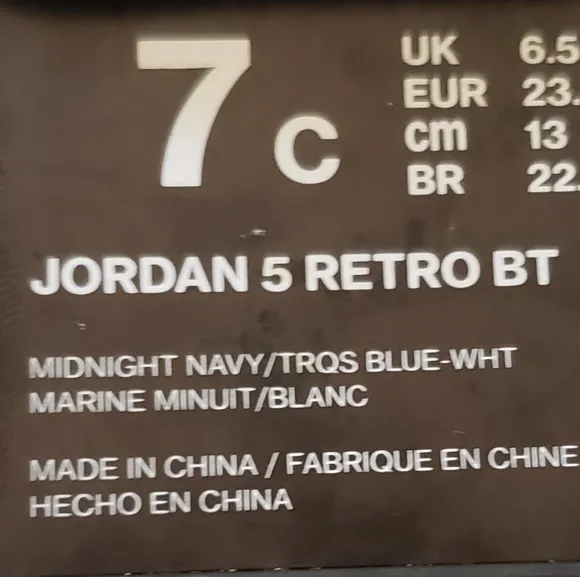 7c
UK 6.5
EUR 23.
cm 13
BR 22.
JORDAN 5 RETRO BT
MIDNIGHT NAVY/TRQS BLUE-WHT
MARINE MINUIT/BLANC
MADE IN CHINA / FABRIQUE EN CHINE
HECHO EN CHINA